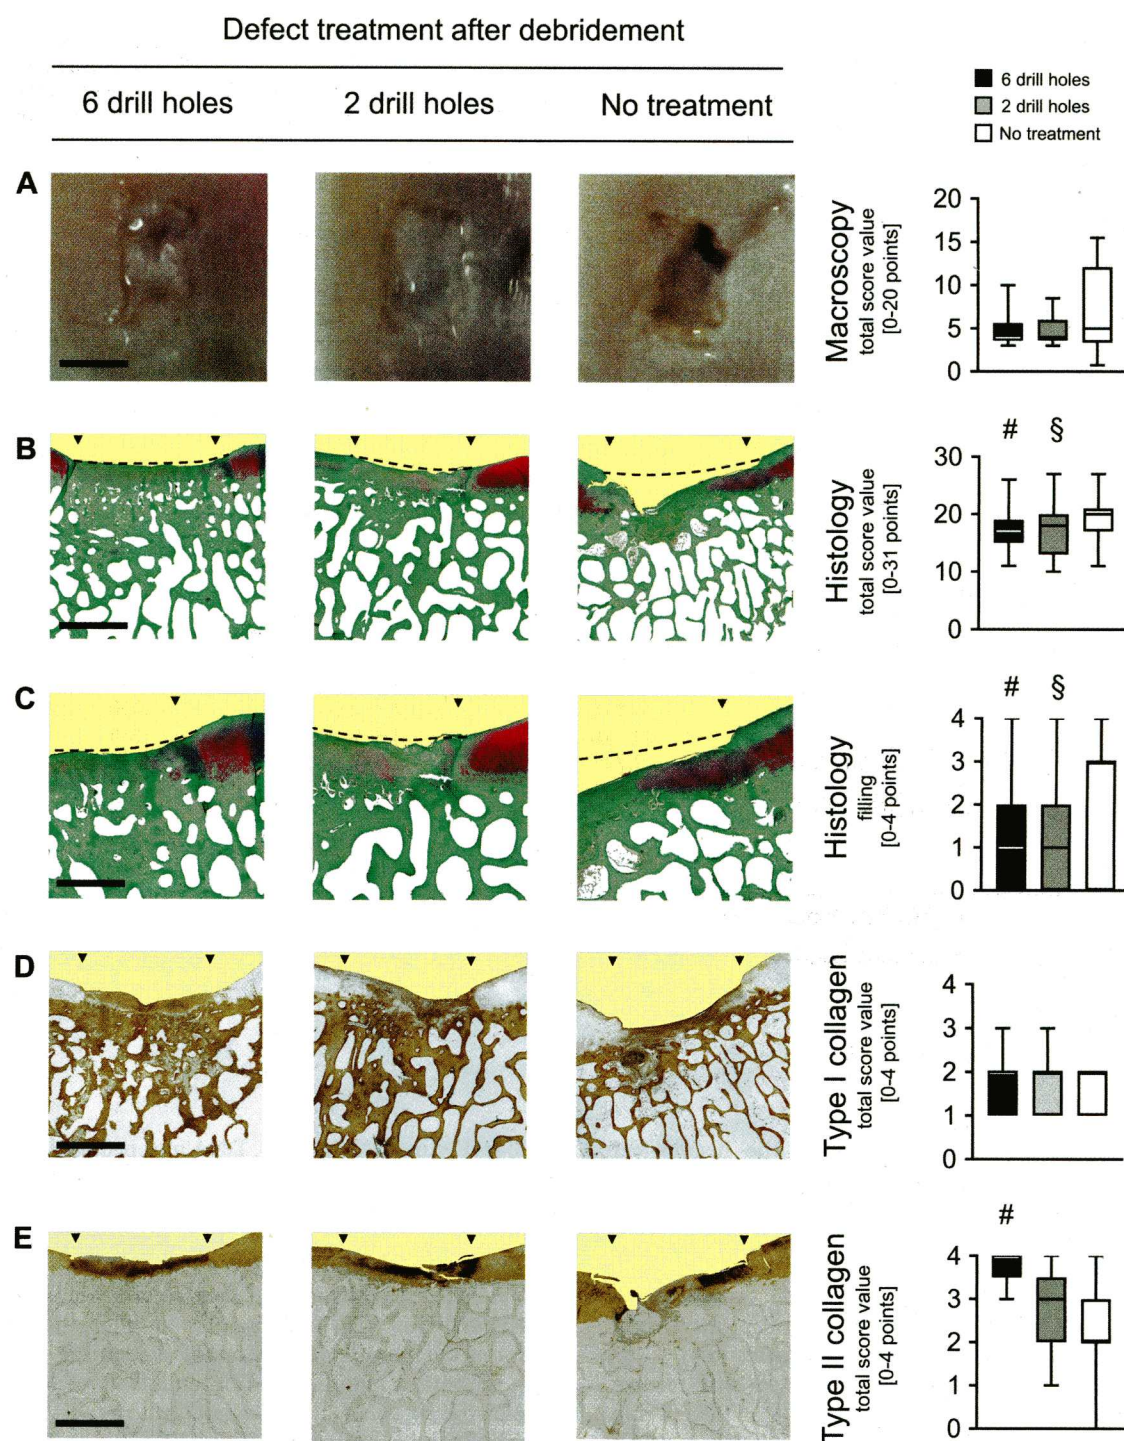 Defect treatment after debridement
6 drill holes
2 drill holes
No treatment
6 drill holes
2 drill holes
No treatment
A
Macroscopy
total score value
[0-20 points]
20
15
10
5
0
B
Histology
total score value
[0-31 points]
# §
30
20
10
0
C
Histology
filling
[0-4 points]
# §
4
3
2
1
0
D
Type I collagen
total score value
[0-4 points]
4
3
2
1
0
E
Type II collagen
total score value
[0-4 points]
#
4
3
2
1
0